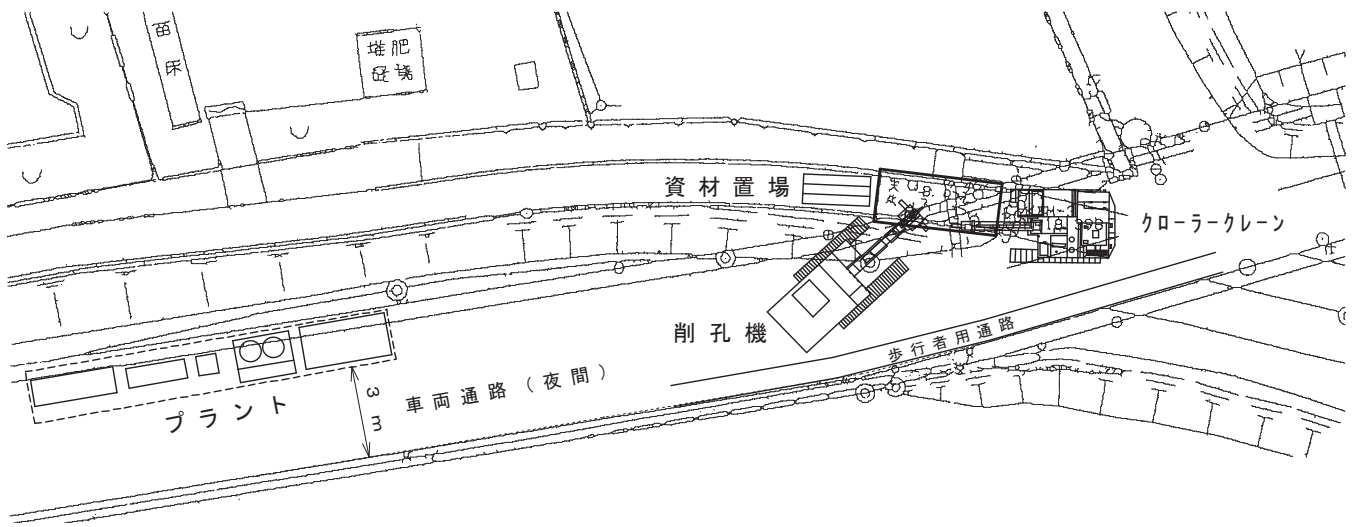 苗床
堆肥
資材置場
クローラークレーン
削孔機
歩行者用通路
車両通路(夜間)
3m
プラント